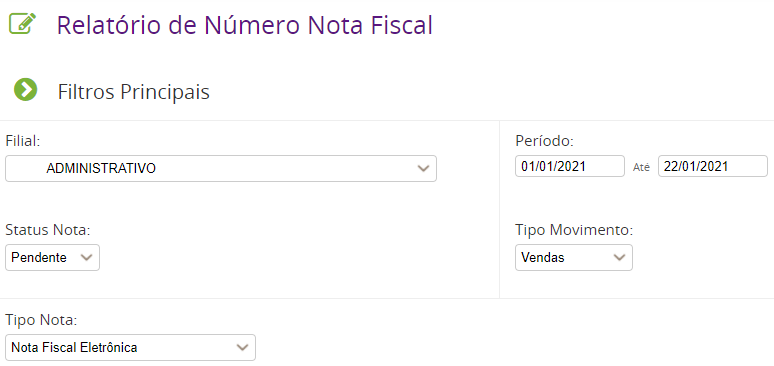 Relatório de Número Nota Fiscal
Filtros Principais
Filial:
ADMINISTRATIVO
Período:
01/01/2021 Até 22/01/2021
Status Nota:
Pendente
Tipo Movimento:
Vendas
Tipo Nota:
Nota Fiscal Eletrônica